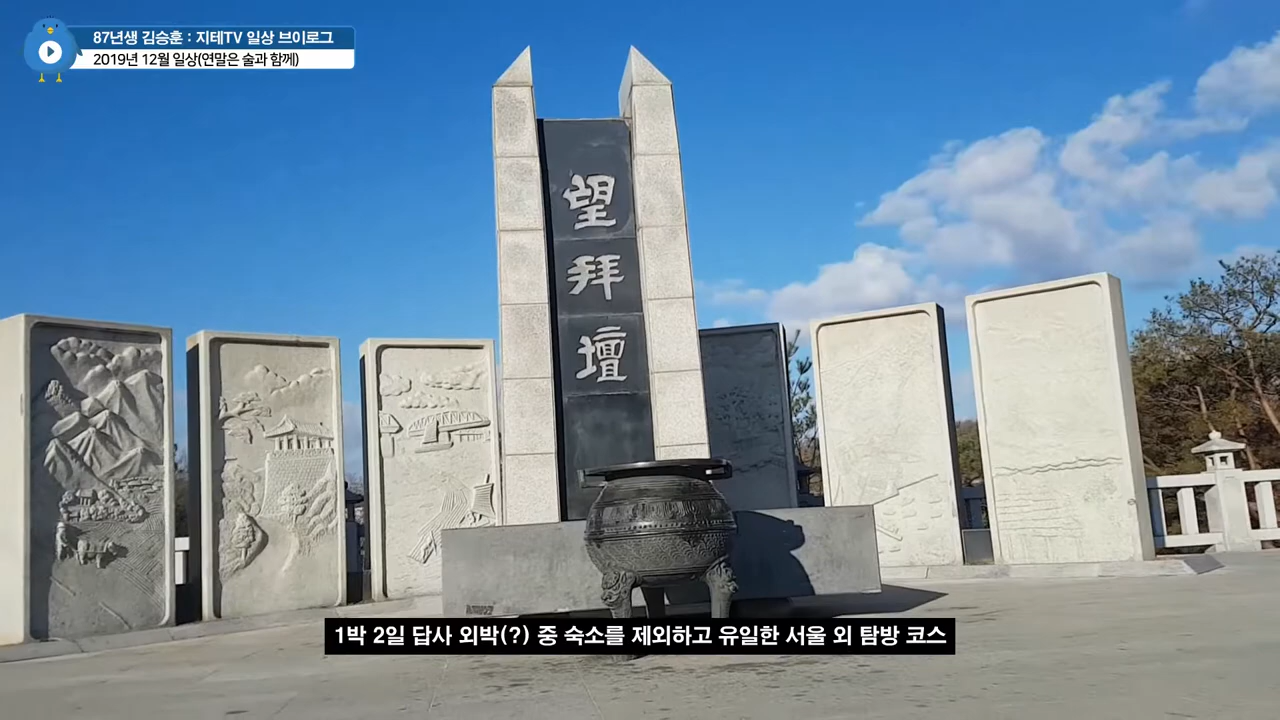 87년생 김승훈 : 지테TV 일상 브이로그
2019년 12월 일상(연말은 술과 함께)
望
拜
壇
1박 2일 답사 외박(?) 중 숙소를 제외하고 유일한 서울 외 탐방 코스